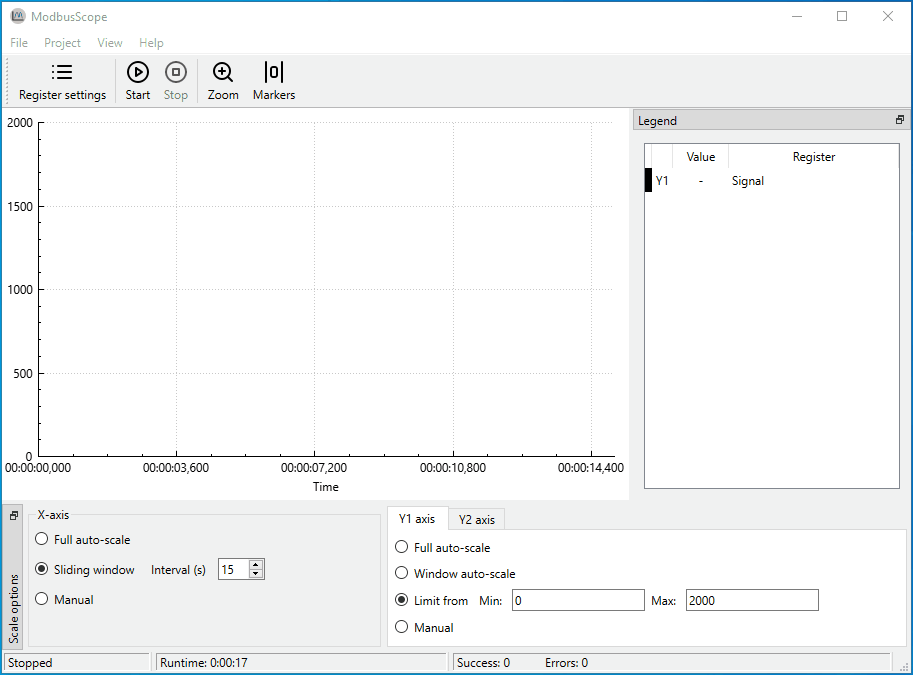 ModbusScope
File Project View Help
Register settings Start Stop Zoom Markers
2000
1500
1000
500
0
00:00:00,000 00:00:03,600 00:00:07,200 00:00:10,800 00:00:14,400
Time
Legend
Value Register
Y1 - Signal
Scale options
X-axis
Full auto-scale
Sliding window Interval (s) 15
Manual
Y1 axis Y2 axis
Full auto-scale
Window auto-scale
Limit from Min: 0 Max: 2000
Manual
Stopped Runtime: 0:00:17 Success: 0 Errors: 0